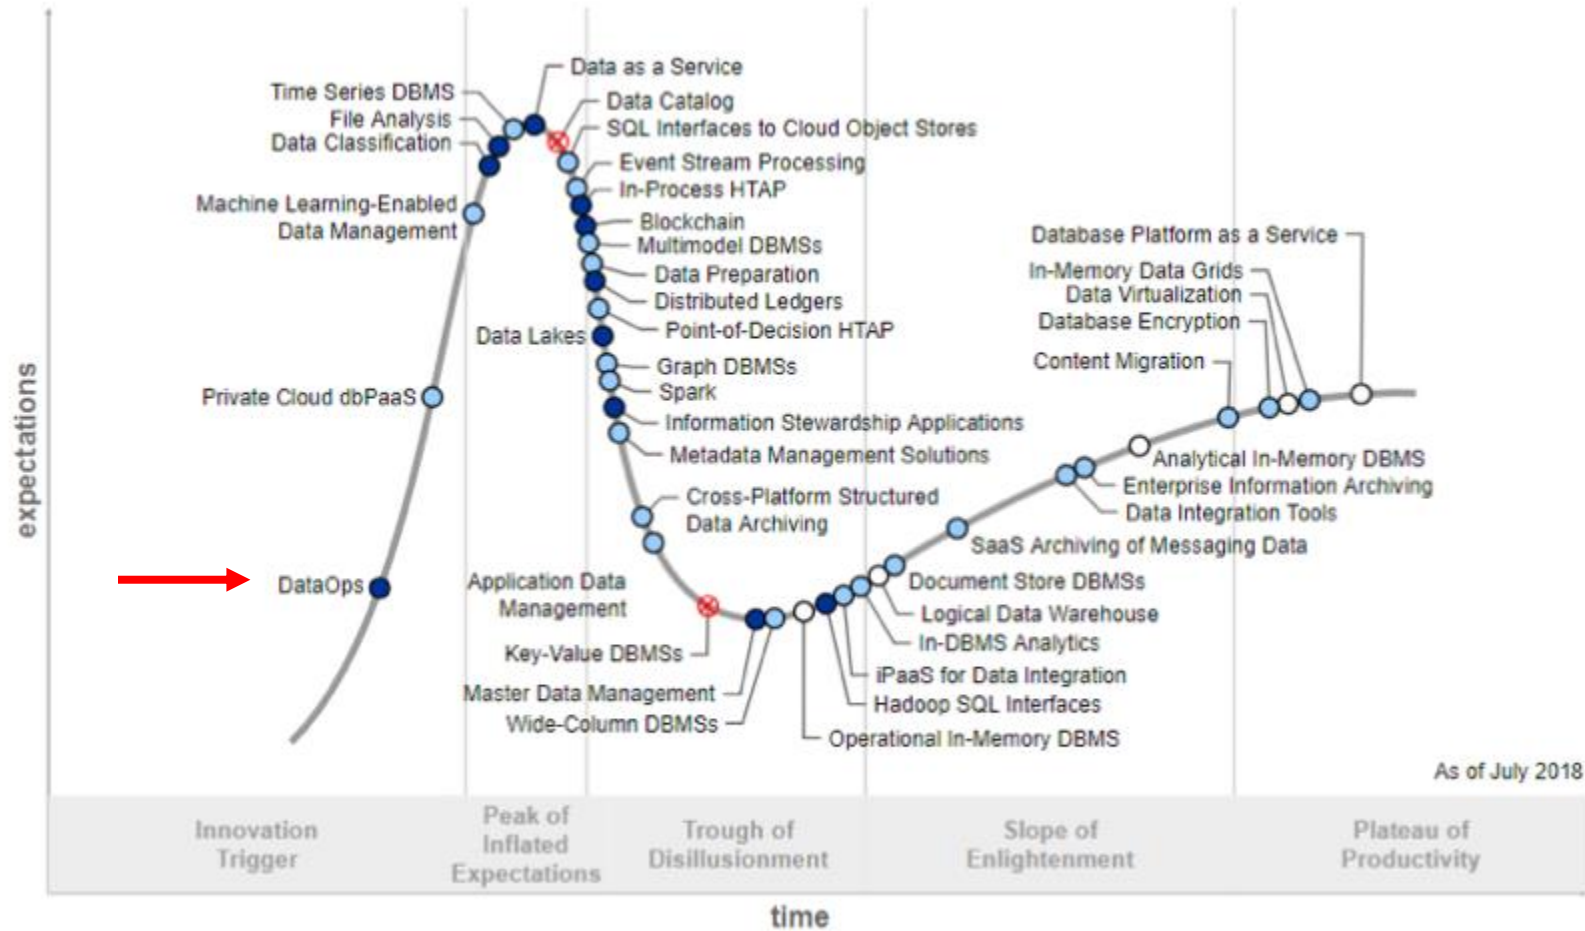 Data as a Service
Time Series DBMS
Data Catalog
File Analysis
SQL Interfaces to Cloud Object Stores
Data Classification
Event Stream Processing
In-Process HTAP
Machine Learning-Enabled
Data Management
Blockchain
Multimodel DBMSs
Data Preparation
Distributed Ledgers
Point-of-Decision HTAP
Data Lakes
Graph DBMSs
Spark
Private Cloud dbPaaS
Information Stewardship Applications
Metadata Management Solutions
Cross-Platform Structured
Data Archiving
DataOps
Application Data
Management
Key-Value DBMSs
Master Data Management
Wide-Column DBMSs
Database Platform as a Service
In-Memory Data Grids
Data Virtualization
Database Encryption
Content Migration
Analytical In-Memory DBMS
Enterprise Information Archiving
Data Integration Tools
SaaS Archiving of Messaging Data
Document Store DBMSs
Logical Data Warehouse
In-DBMS Analytics
iPaaS for Data Integration
Hadoop SQL Interfaces
Operational In-Memory DBMS
As of July 2018
expectations
Innovation
Trigger
Peak of
Inflated
Expectations
Trough of
Disillusionment
Slope of
Enlightenment
Plateau of
Productivity
time